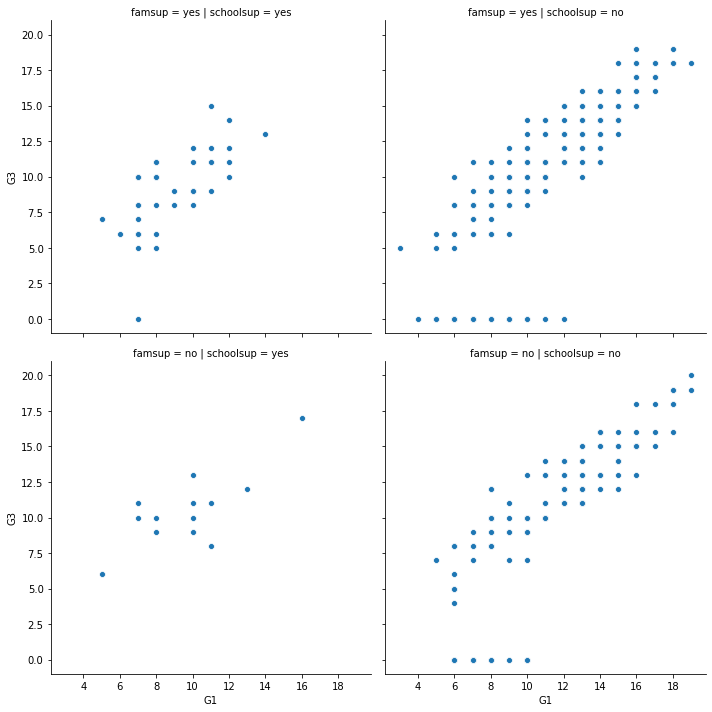 famsup = yes | schoolsup = yes
famsup = yes | schoolsup = no
20.0
17.5
15.0
12.5
10.0
7.5
5.0
2.5
0.0
G3
famsup = no | schoolsup = yes
famsup = no | schoolsup = no
20.0
17.5
15.0
12.5
10.0
7.5
5.0
2.5
0.0
G3
4 6 8 10 12 14 16 18
4 6 8 10 12 14 16 18
G1
G1